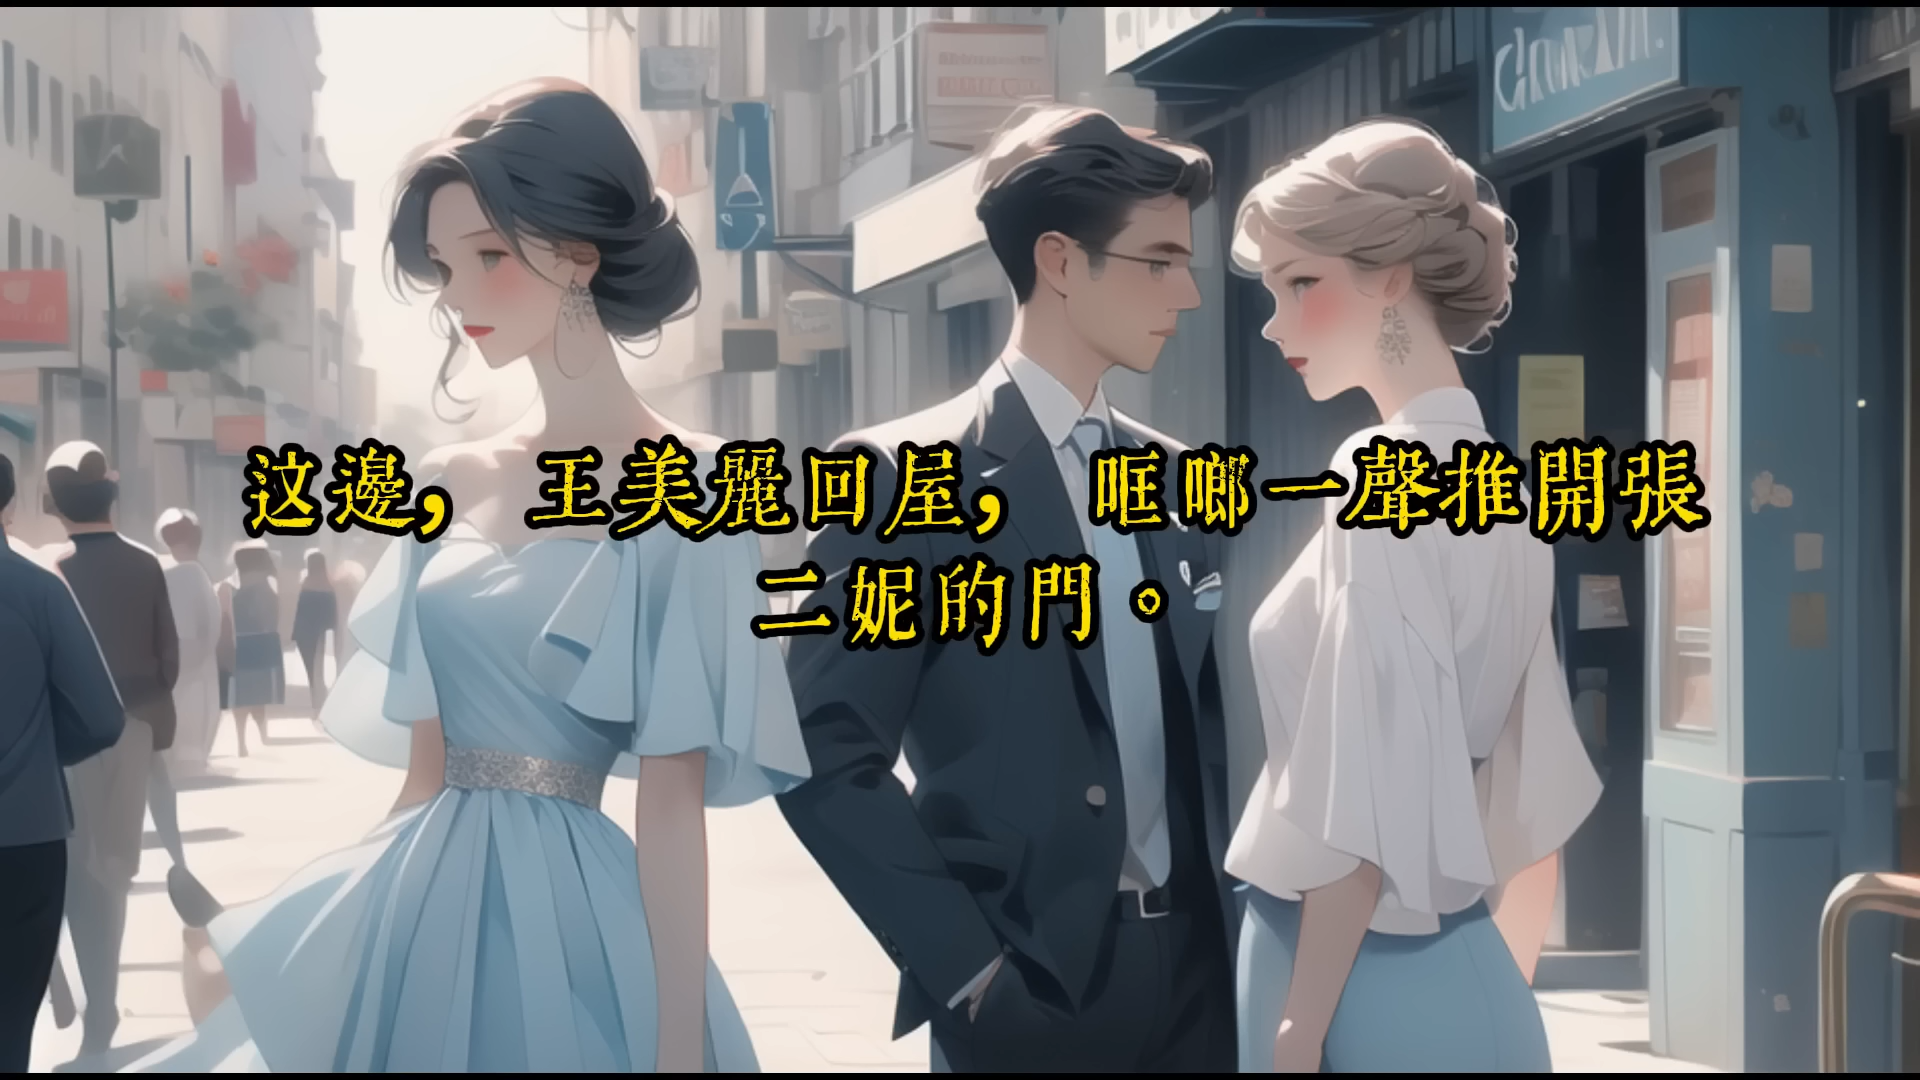 这邊， 王美麗回屋， 哐啷一聲推開張
二妮的門。